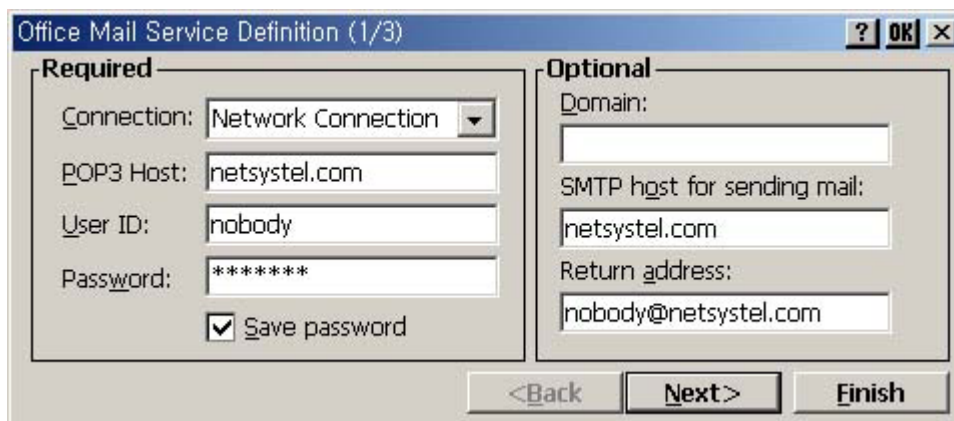 Office Mail Service Definition (1/3)
? OK ×
Required
Connection: Network Connection
POP3 Host: netsystel.com
User ID: nobody
Password: *******
Save password
Optional
Domain:
SMTP host for sending mail:
netsystel.com
Return address:
nobody@netsystel.com
<Back Next> Finish